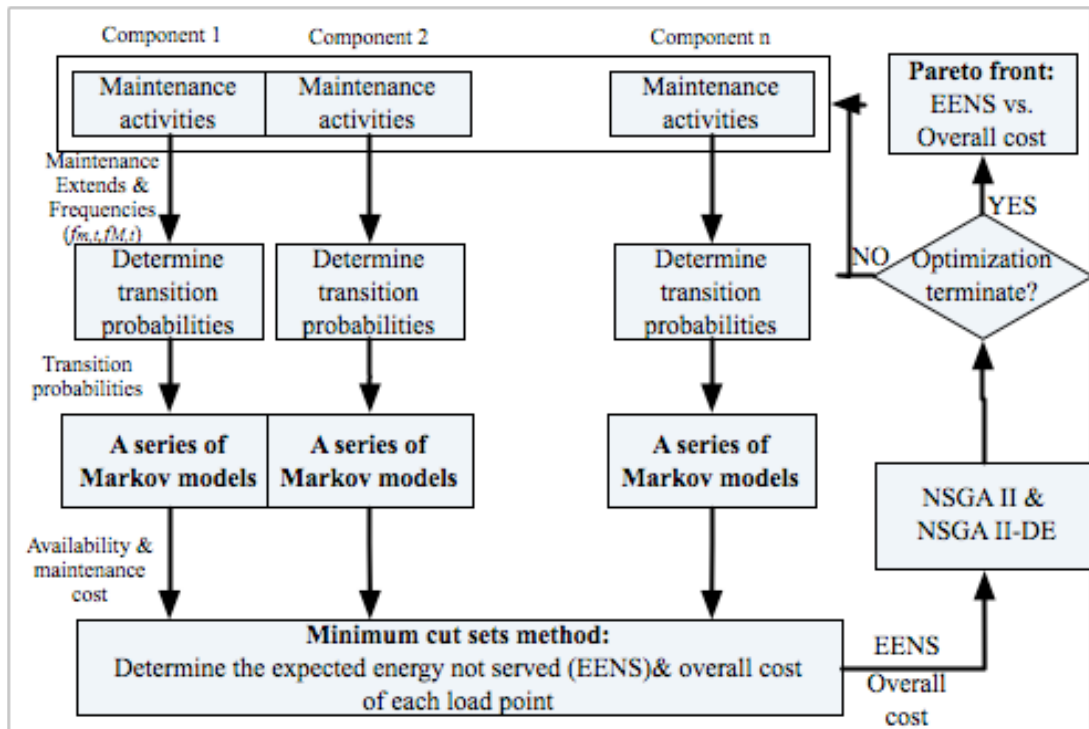 Component 1
Component 2
Component n
Maintenance
activities
Maintenance
activities
Maintenance
activities
Pareto front:
EENS vs.
Overall cost
Maintenance
Extends &
Frequencies
(fm,t,fM,t)
YES
NO
Optimization
terminate?
Determine
transition
probabilities
Determine
transition
probabilities
Determine
transition
probabilities
Transition
probabilities
A series of
Markov models
A series of
Markov models
A series of
Markov models
NSGA II &
NSGA II-DE
Availability &
maintenance
cost
Minimum cut sets method:
Determine the expected energy not served (EENS)& overall cost
of each load point
EENS
Overall
cost